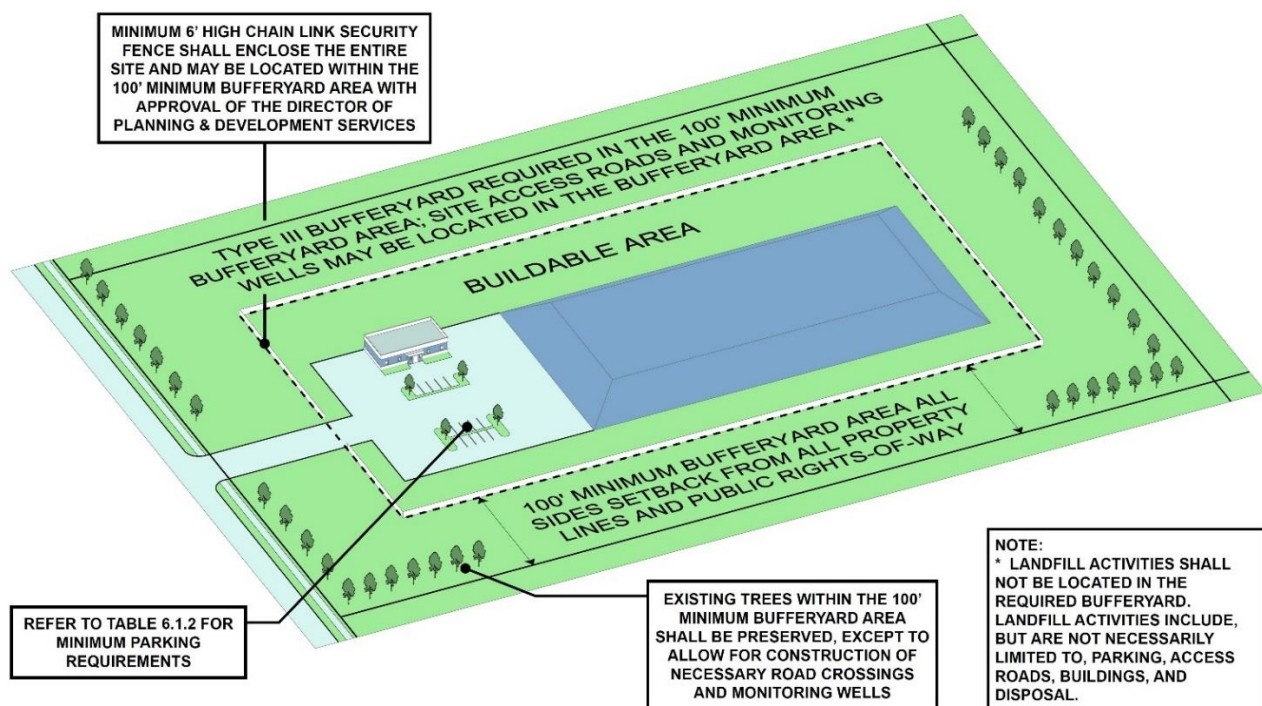 MINIMUM 6' HIGH CHAIN LINK SECURITY
FENCE SHALL ENCLOSE THE ENTIRE
SITE AND MAY BE LOCATED WITHIN THE
100' MINIMUM BUFFERYARD AREA WITH
APPROVAL OF THE DIRECTOR OF
PLANNING & DEVELOPMENT SERVICES
TYPE III BUFFERYARD REQUIRED IN THE 100' MINIMUM
BUFFERYARD AREA; SITE ACCESS ROADS AND MONITORING
WELLS MAY BE LOCATED IN THE BUFFERYARD AREA *
BUILDABLE AREA
100' MINIMUM BUFFERYARD AREA ALL
SIDES SETBACK FROM ALL PROPERTY
LINES AND PUBLIC RIGHTS-OF-WAY
REFER TO TABLE 6.1.2 FOR
MINIMUM PARKING
REQUIREMENTS
EXISTING TREES WITHIN THE 100'
MINIMUM BUFFERYARD AREA
SHALL BE PRESERVED, EXCEPT TO
ALLOW FOR CONSTRUCTION OF
NECESSARY ROAD CROSSINGS
AND MONITORING WELLS
NOTE:
* LANDFILL ACTIVITIES SHALL
NOT BE LOCATED IN THE
REQUIRED BUFFERYARD.
LANDFILL ACTIVITIES INCLUDE,
BUT ARE NOT NECESSARILY
LIMITED TO, PARKING, ACCESS
ROADS, BUILDINGS, AND
DISPOSAL.